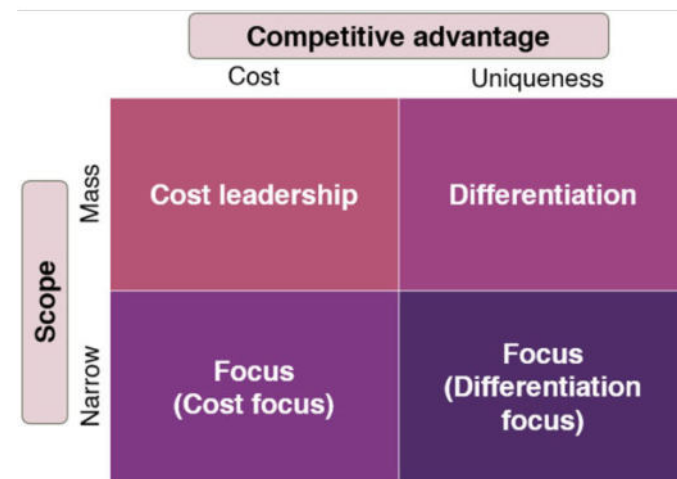 Competitive advantage
Cost
Uniqueness
Scope
Mass
Cost leadership
Differentiation
Narrow
Focus
(Cost focus)
Focus
(Differentiation
focus)